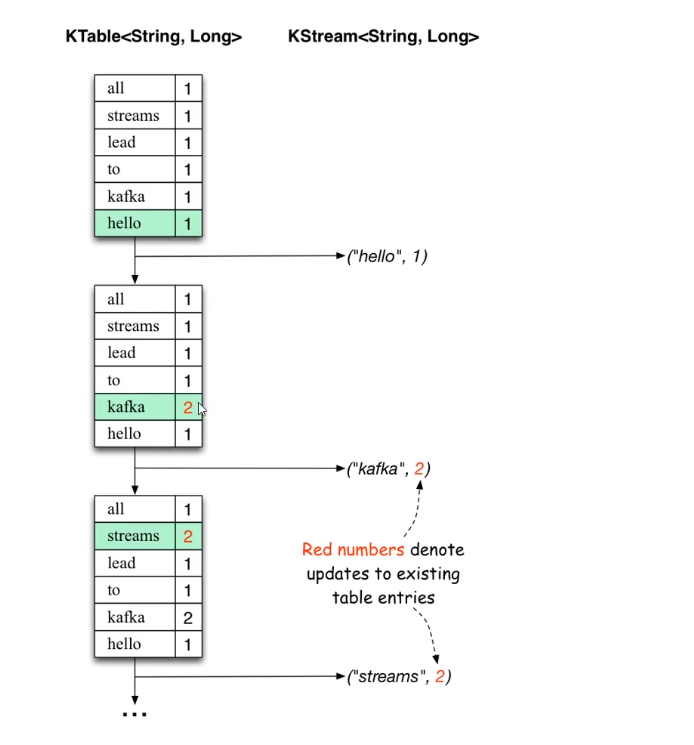 KTable<String, Long> KStream<String, Long>
all 1
streams 1
lead 1
to 1
kafka 1
hello 1
("hello", 1)
all 1
streams 1
lead 1
to 1
kafka 2
hello 1
("kafka", 2)
all 1
streams 2
lead 1
to 1
kafka 2
hello 1
Red numbers denote
updates to existing
table entries
("streams", 2)
...